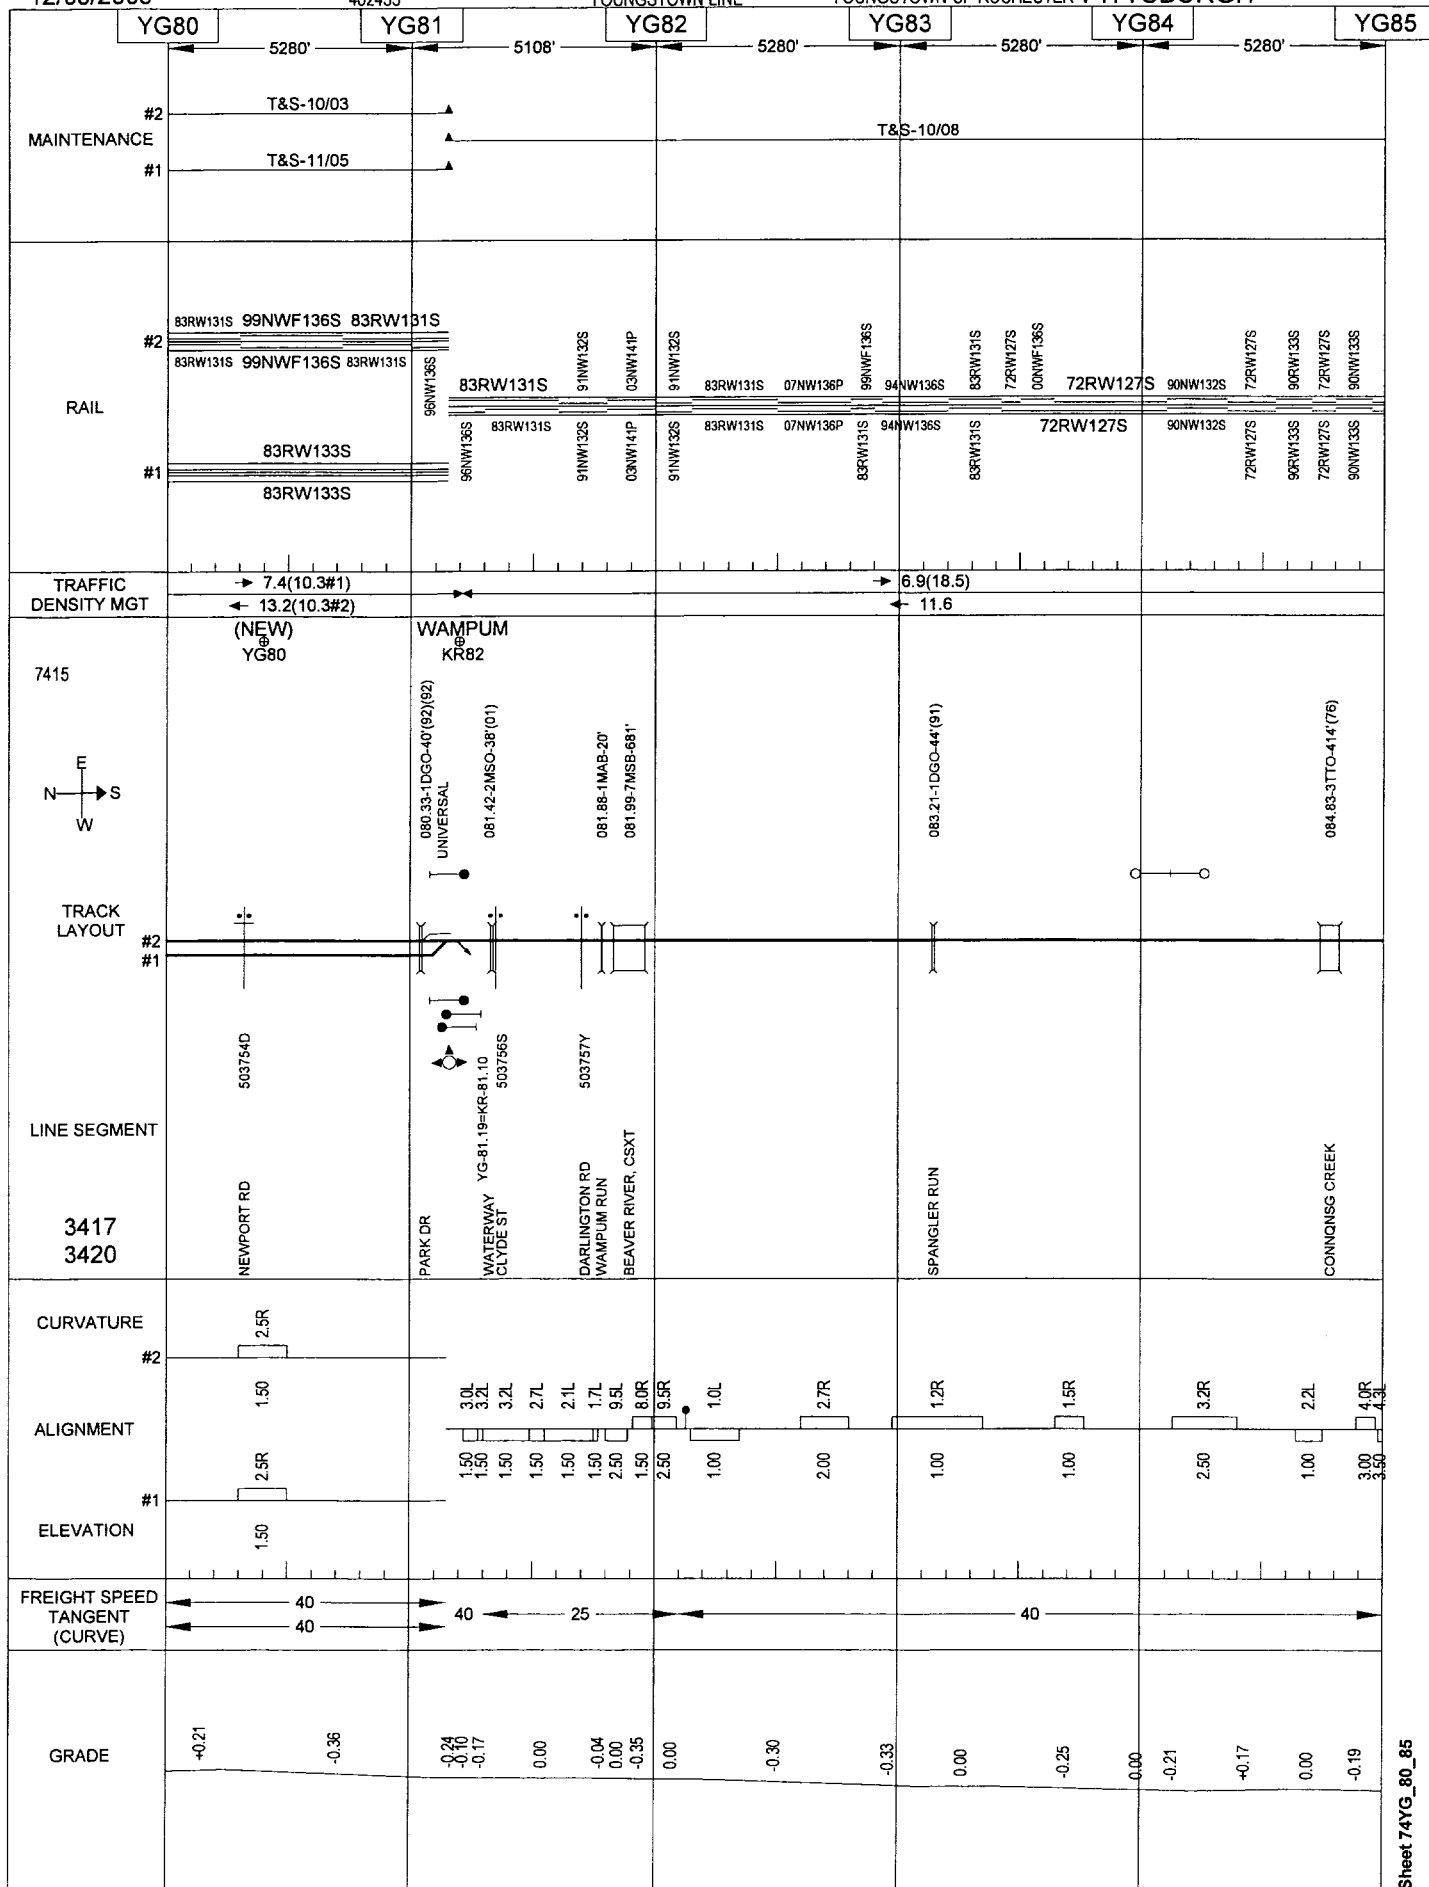 YOUNGSTOWN LINE
YG80 YG81 YG82 YG83 YG84 YG85
5280' 5108' 5280' 5280' 5280'
MAINTENANCE
#2 T&S-10/03
T&S-10/08
#1 T&S-11/05
RAIL
#2
83RW131S 99NWF136S 83RW131S
83RW131S 99NWF136S 83RW131S
#1
83RW133S
83RW133S
96NW136S 83RW131S 91NW132S 03NW141P 91NW132S 83RW131S 07NW136P 99NWF136S 94NW136S 83RW131S 72RW127S 00NWF136S 72RW127S 90NW132S 72RW127S 90RW133S 72RW127S 90NW133S
96NW136S 83RW131S 91NW132S 03NW141P 91NW132S 83RW131S 07NW136P 83RW131S 94NW136S 83RW131S 72RW127S 90NW132S 72RW127S 90RW133S 72RW127S 90NW133S
TRAFFIC
DENSITY MGT
7.4(10.3#1) 6.9(18.5)
13.2(10.3#2) 11.6
(NEW)
YG80
WAMPUM
KR82
7415
E
N S
W
080.33-1DGO-40'(92)(92)
UNIVERSAL
081.42-2MSO-38'(01)
081.88-1MAB-20'
081.99-7MSB-681'
083.21-1DGO-44'(91)
084.83-3TTO-414'(76)
TRACK
LAYOUT
#2
#1
503754D
YG-81.19=KR-81.10
503756S
503757Y
LINE SEGMENT
3417
3420
NEWPORT RD
PARK DR
WATERWAY
CLYDE ST
DARLINGTON RD
WAMPUM RUN
BEAVER RIVER, CSXT
SPANGLER RUN
CONNQNSG CREEK
CURVATURE
#2
2.5R
1.50
ALIGNMENT
3.0L 3.2L 3.2L 2.7L 2.1L 1.7L 9.5L 8.0R 9.5R 1.0L 2.7R 1.2R 1.5R 3.2R 2.2L 4.0R 4.3L
1.50 1.50 1.50 1.50 1.50 1.50 2.50 1.50 2.50 1.00 2.00 1.00 1.00 2.50 1.00 3.00 3.50
#1
2.5R
1.50
ELEVATION
FREIGHT SPEED
TANGENT
(CURVE)
40
40
40 25 40
GRADE
+0.21 -0.36 -0.24 -0.10 -0.17 0.00 -0.04 0.00 -0.35 0.00 -0.30 -0.33 0.00 -0.25 0.00 -0.21 +0.17 0.00 -0.19
Sheet 74YG_80_85